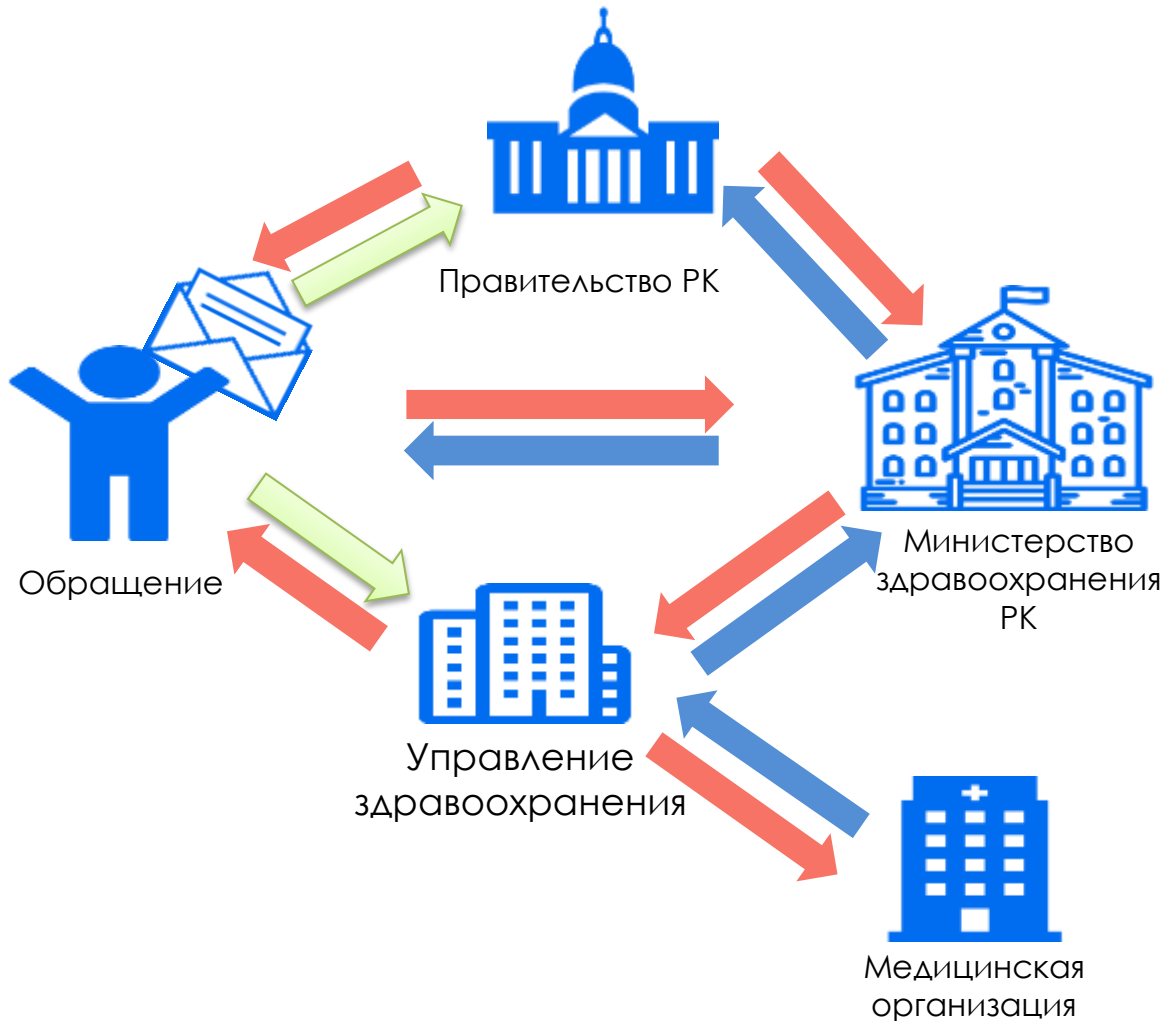 Правительство РК
Обращение
Министерство
здравоохранения
РК
Управление
здравоохранения
Медицинская
организация